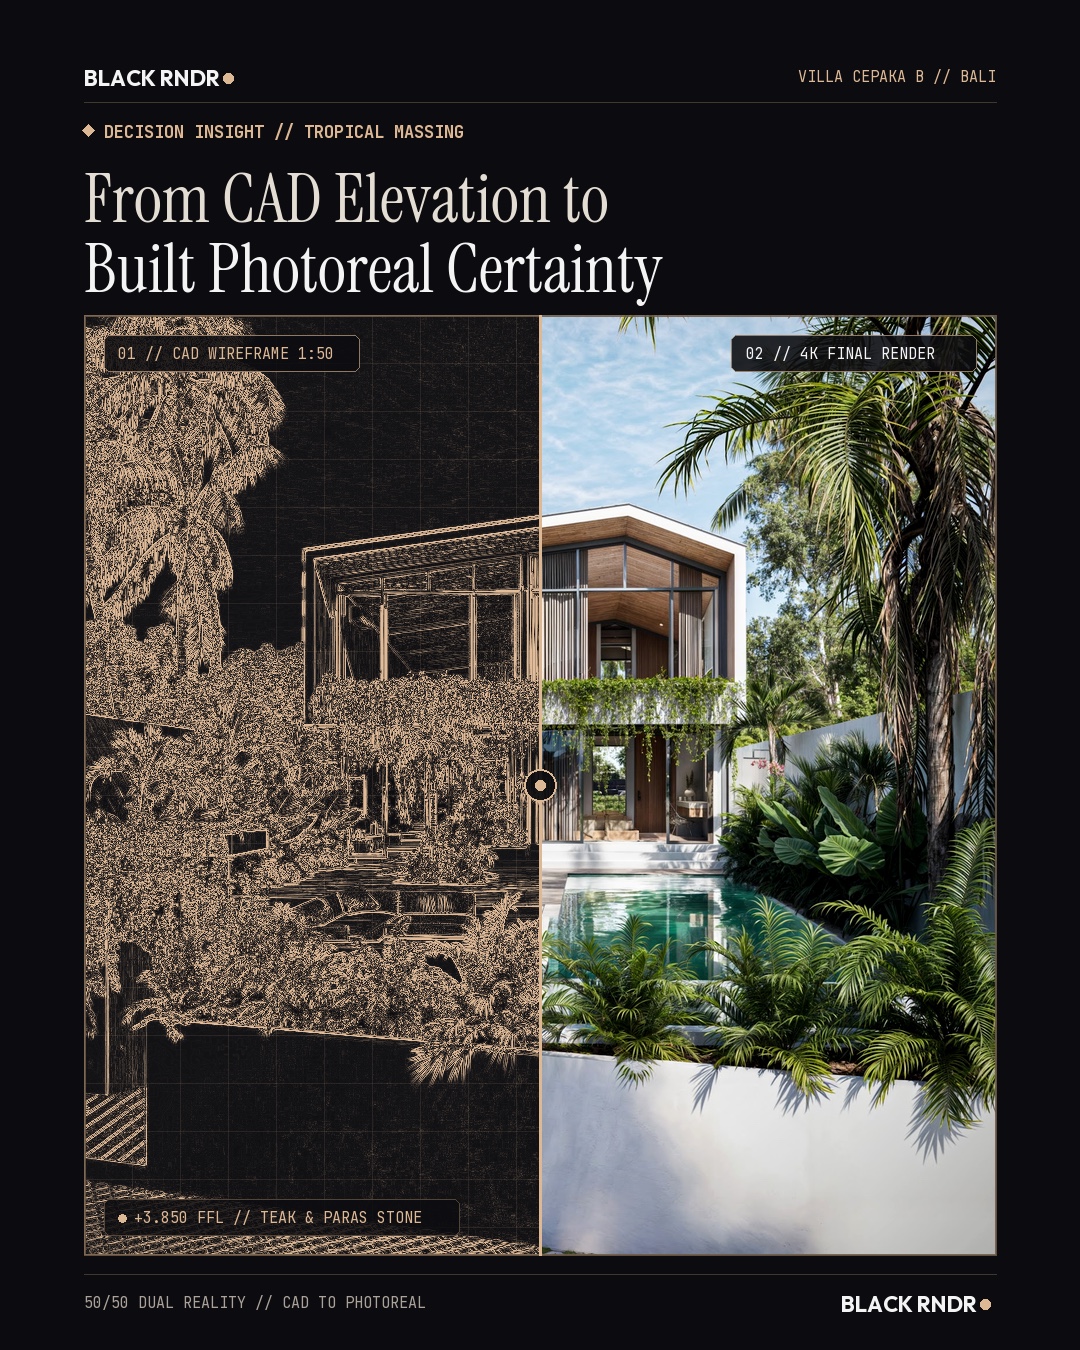 BLACK RNDR
VILLA CEPAKA B // BALI
DECISION INSIGHT // TROPICAL MASSING
From CAD Elevation to
Built Photoreal Certainty
01 // CAD WIREFRAME 1:50
02 // 4K FINAL RENDER
+3.850 FFL // TEAK & PARAS STONE
50/50 DUAL REALITY // CAD TO PHOTOREAL
BLACK RNDR